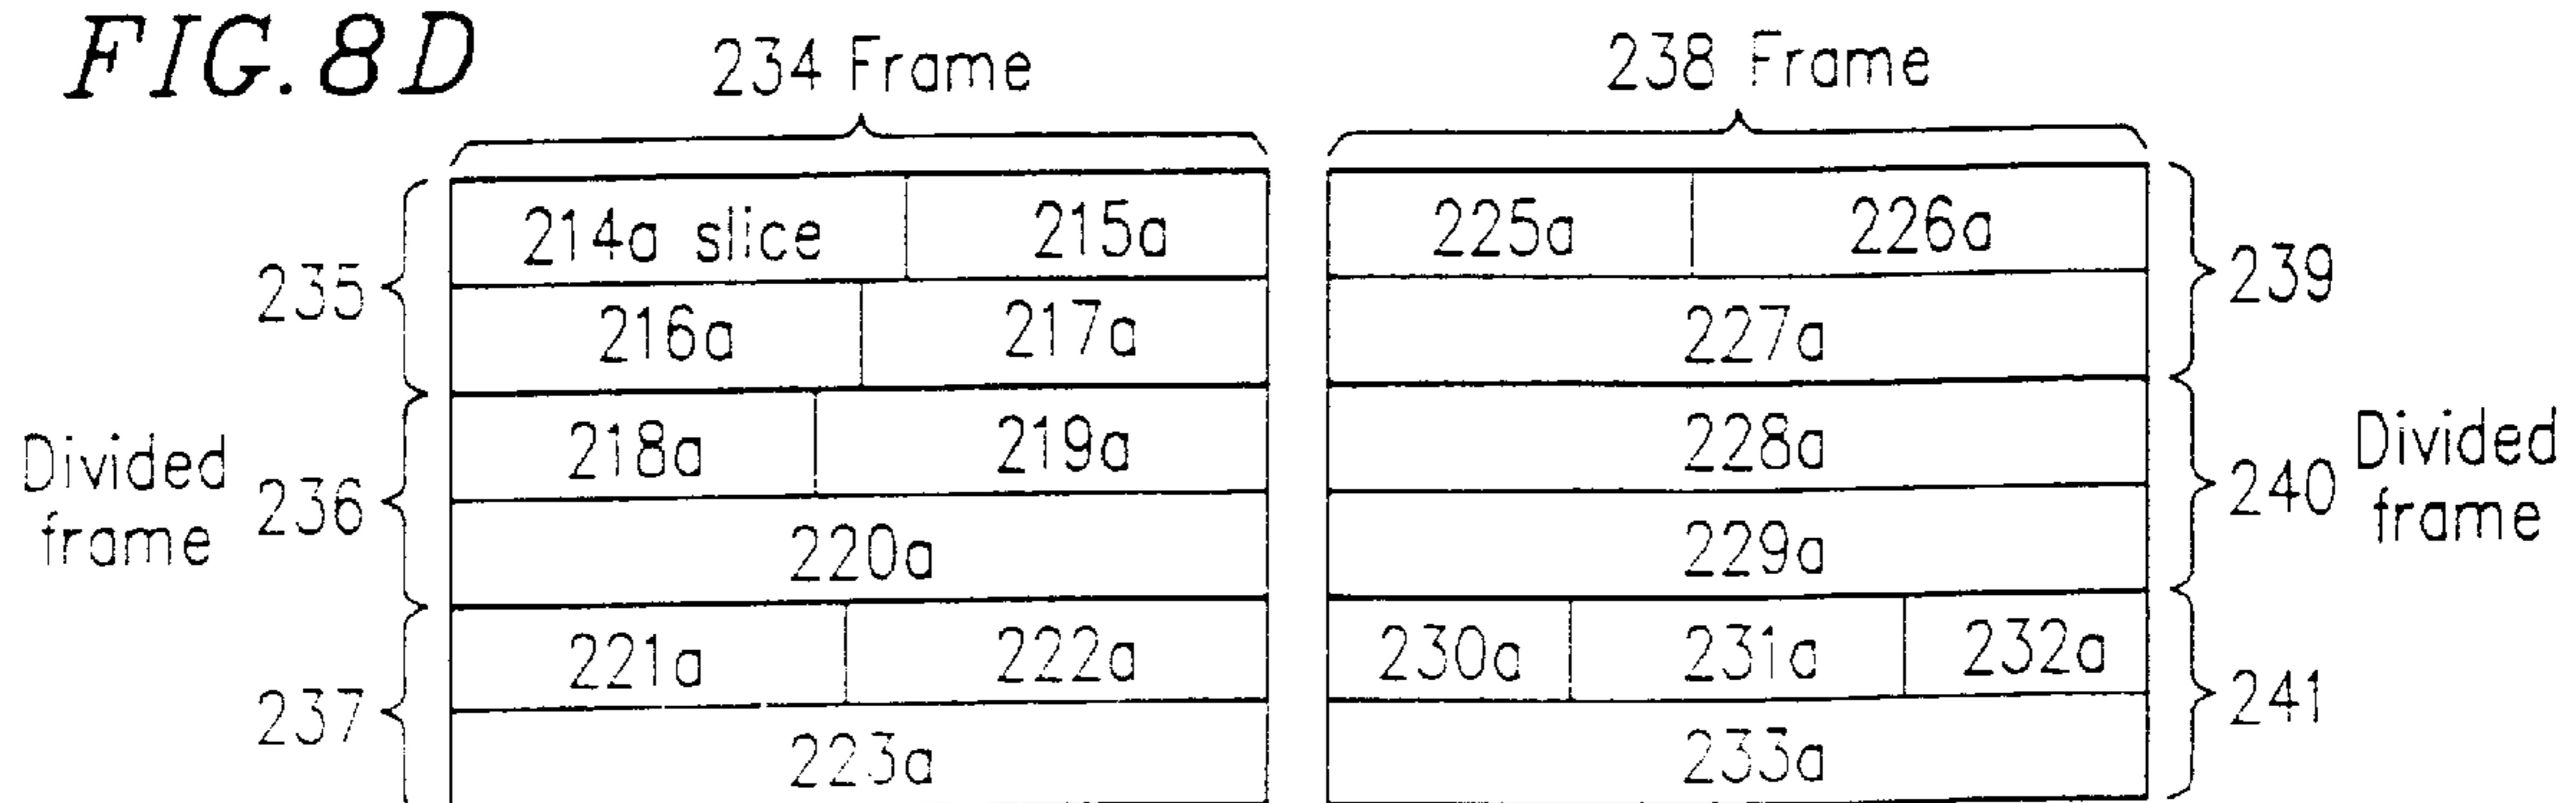 FIG. 8D
234 Frame
238 Frame
214a slice 215a
225a 226a
235
239
216a 217a
227a
218a 219a
228a
Divided frame
236
240
Divided frame
220a
229a
221a 222a
230a 231a 232a
237
241
223a
233a